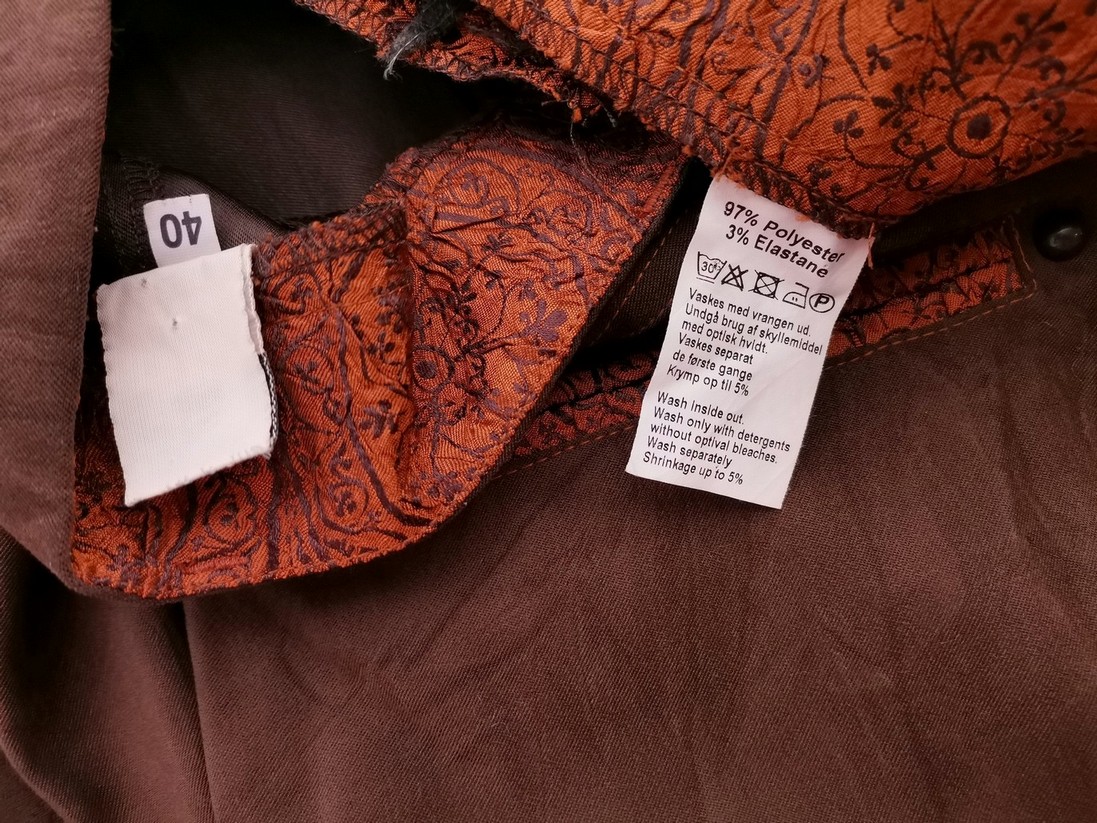 40
97% Polyester
3% Elastane
30°
P
Vaskes med vrangen ud.
Undgå brug af skyllemiddel
med optisk hvidt.
Vaskes separat
de første gange
Krymp op til 5%
Wash Inside out.
Wash only with detergents
without optival bleaches.
Wash separately
Shrinkage up to 5%